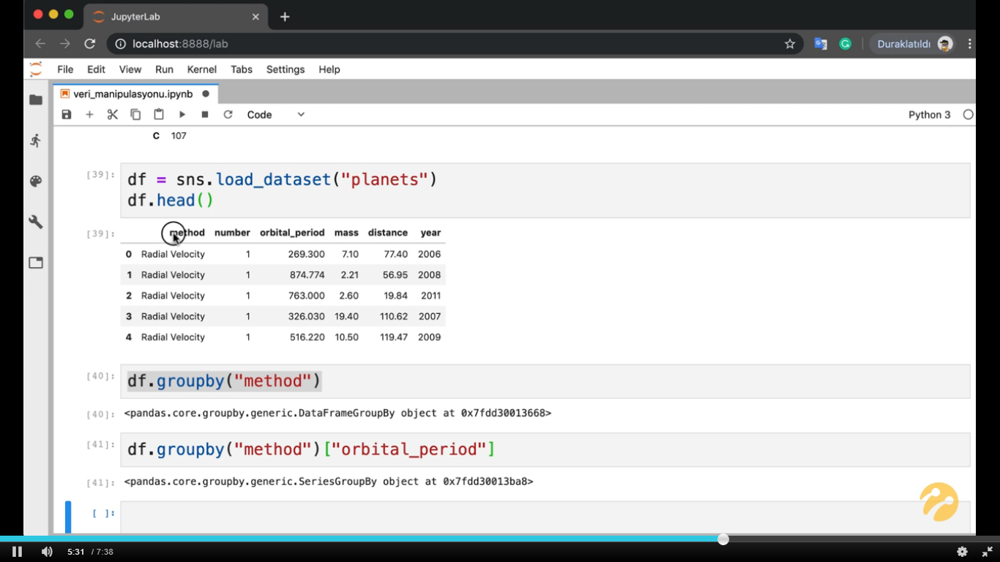 JupyterLab
localhost:8888/lab
Duraklatıldı
File Edit View Run Kernel Tabs Settings Help
veri_manipulasyonu.ipynb
Code
Python 3
C 107
[39]: df = sns.load_dataset("planets")
df.head()
[39]: method number orbital_period mass distance year
0 Radial Velocity 1 269.300 7.10 77.40 2006
1 Radial Velocity 1 874.774 2.21 56.95 2008
2 Radial Velocity 1 763.000 2.60 19.84 2011
3 Radial Velocity 1 326.030 19.40 110.62 2007
4 Radial Velocity 1 516.220 10.50 119.47 2009
[40]: df.groupby("method")
[40]: <pandas.core.groupby.generic.DataFrameGroupBy object at 0x7fdd30013668>
[41]: df.groupby("method")["orbital_period"]
[41]: <pandas.core.groupby.generic.SeriesGroupBy object at 0x7fdd30013ba8>
[ ]:
5:31 / 7:38